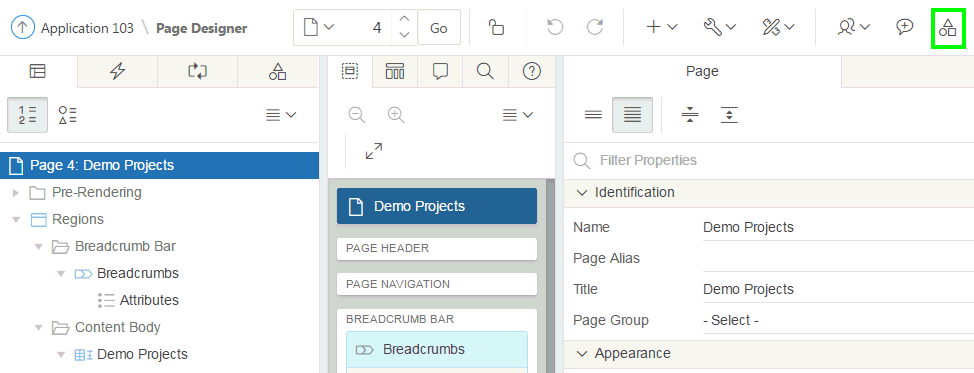 Application 103 \ Page Designer
4
Go
Page
1
2
Page 4: Demo Projects
Pre-Rendering
Regions
Breadcrumb Bar
Breadcrumbs
Attributes
Content Body
Demo Projects
Demo Projects
PAGE HEADER
PAGE NAVIGATION
BREADCRUMB BAR
Breadcrumbs
Filter Properties
Identification
Name Demo Projects
Page Alias
Title Demo Projects
Page Group - Select -
Appearance